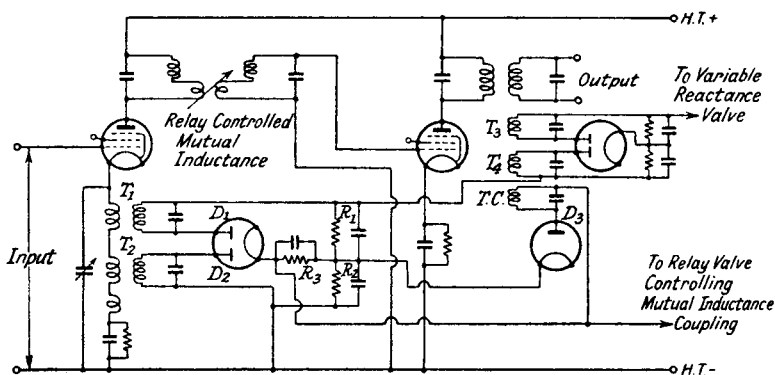 H.T.+
Output
To Variable
Reactance
Valve
Relay Controlled
Mutual
Inductance
T3
T4
T.C.
T1
T2
D1
D2
D3
R1
R2
R3
Input
To Relay Valve
Controlling
Mutual Inductance
Coupling
H.T.-